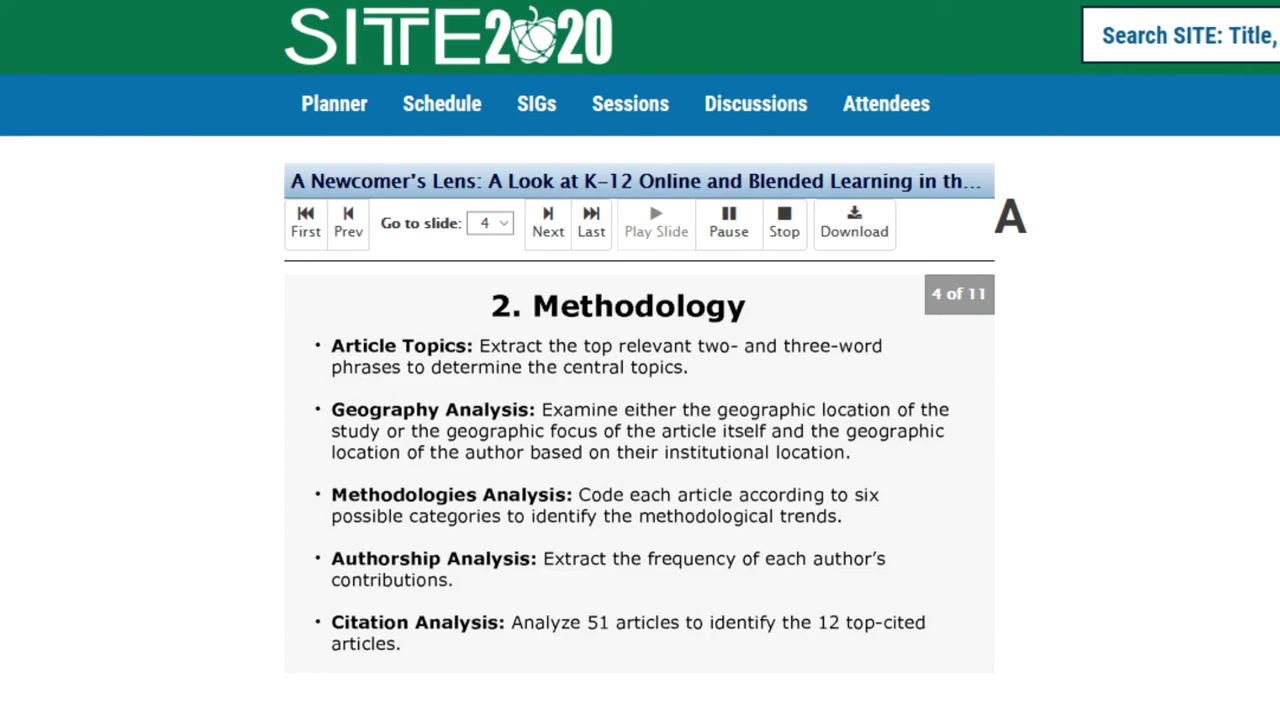 SITE2020
Search SITE: Title,
Planner Schedule SIGs Sessions Discussions Attendees
A Newcomer’s Lens: A Look at K-12 Online and Blended Learning in th...
First Prev Go to slide: 4 Next Last Play Slide Pause Stop Download
A
4 of 11
2. Methodology
• Article Topics: Extract the top relevant two- and three-word
phrases to determine the central topics.
• Geography Analysis: Examine either the geographic location of the
study or the geographic focus of the article itself and the geographic
location of the author based on their institutional location.
• Methodologies Analysis: Code each article according to six
possible categories to identify the methodological trends.
• Authorship Analysis: Extract the frequency of each author’s
contributions.
• Citation Analysis: Analyze 51 articles to identify the 12 top-cited
articles.